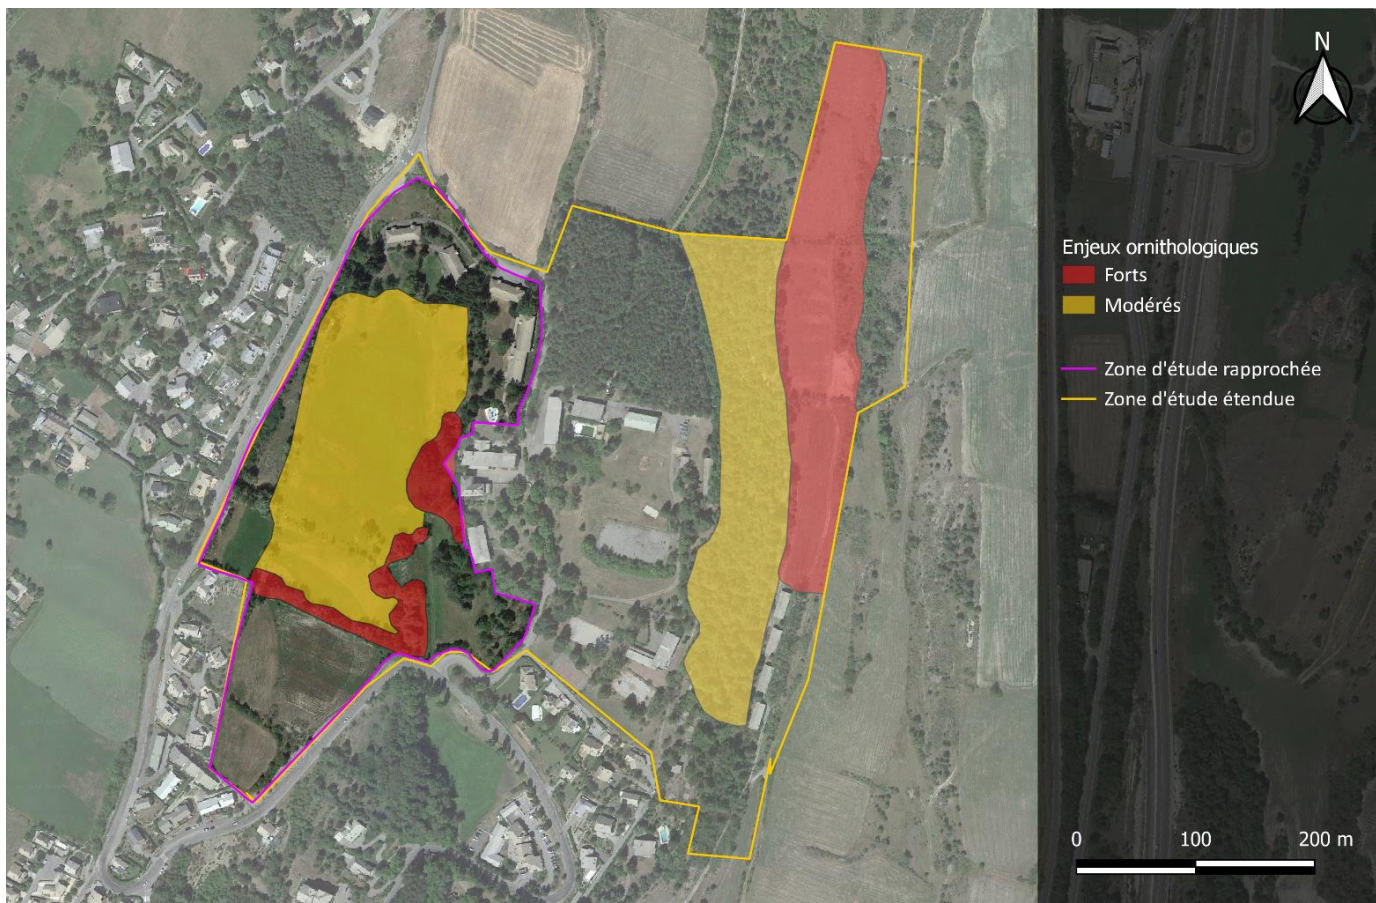 N
Enjeux ornithologiques
Forts
Modérés
Zone d'étude rapprochée
Zone d'étude étendue
0 100 200 m